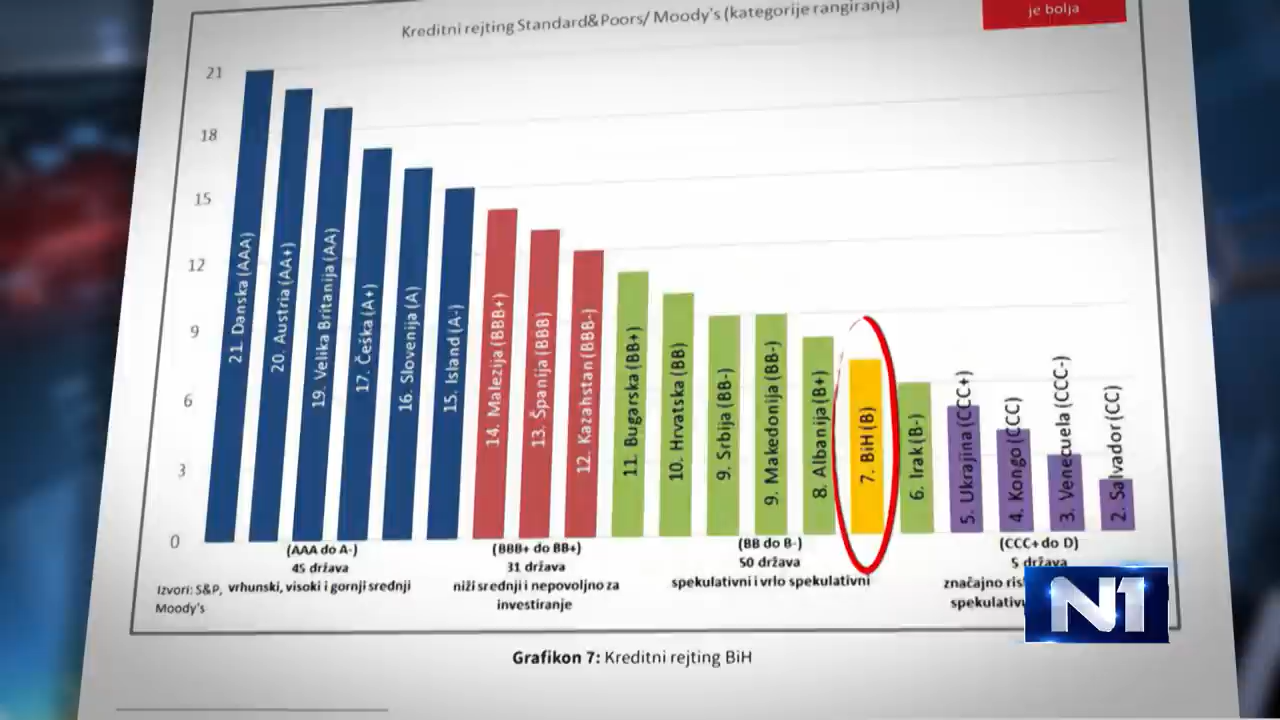 Kreditni rejting Standard&Poors/ Moody's (kategorije rangiranja)
je bolja
21
18
15
12
9
6
3
0
21. Danska (AAA)
20. Austria (AA+)
19. Velika Britanija (AA)
17. Češka (A+)
16. Slovenija (A)
15. Island (A-)
14. Malezija (BBB+)
13. Španija (BBB)
12. Kazahstan (BBB-)
11. Bugarska (BB+)
10. Hrvatska (BB)
9. Srbija (BB-)
9. Makedonija (BB-)
8. Albanija (B+)
7. BiH (B)
6. Irak (B-)
5. Ukrajina (CCC+)
4. Kongo (CCC)
3. Venecuela (CCC-)
2. Salvador (CC)
(AAA do A-)
45 država
vrhunski, visoki i gornji srednji
(BBB+ do BB+)
31 država
niži srednji i nepovoljno za
investiranje
(BB do B-)
50 država
spekulativni i vrlo spekulativni
(CCC+ do D)
5 država
značajno
Izvori: S&P,
Moody's
N1
Grafikon 7: Kreditni rejting BiH